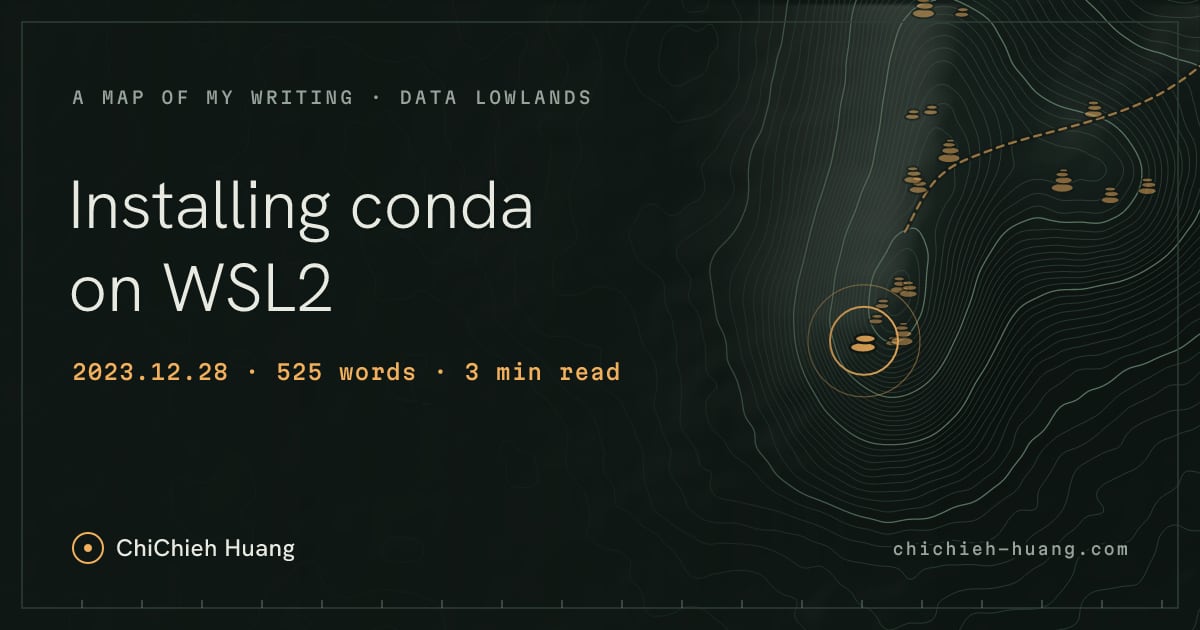 A MAP OF MY WRITING · DATA LOWLANDS
Installing conda
on WSL2
2023.12.28 · 525 words · 3 min read
ChiChieh Huang
chichieh-huang.com